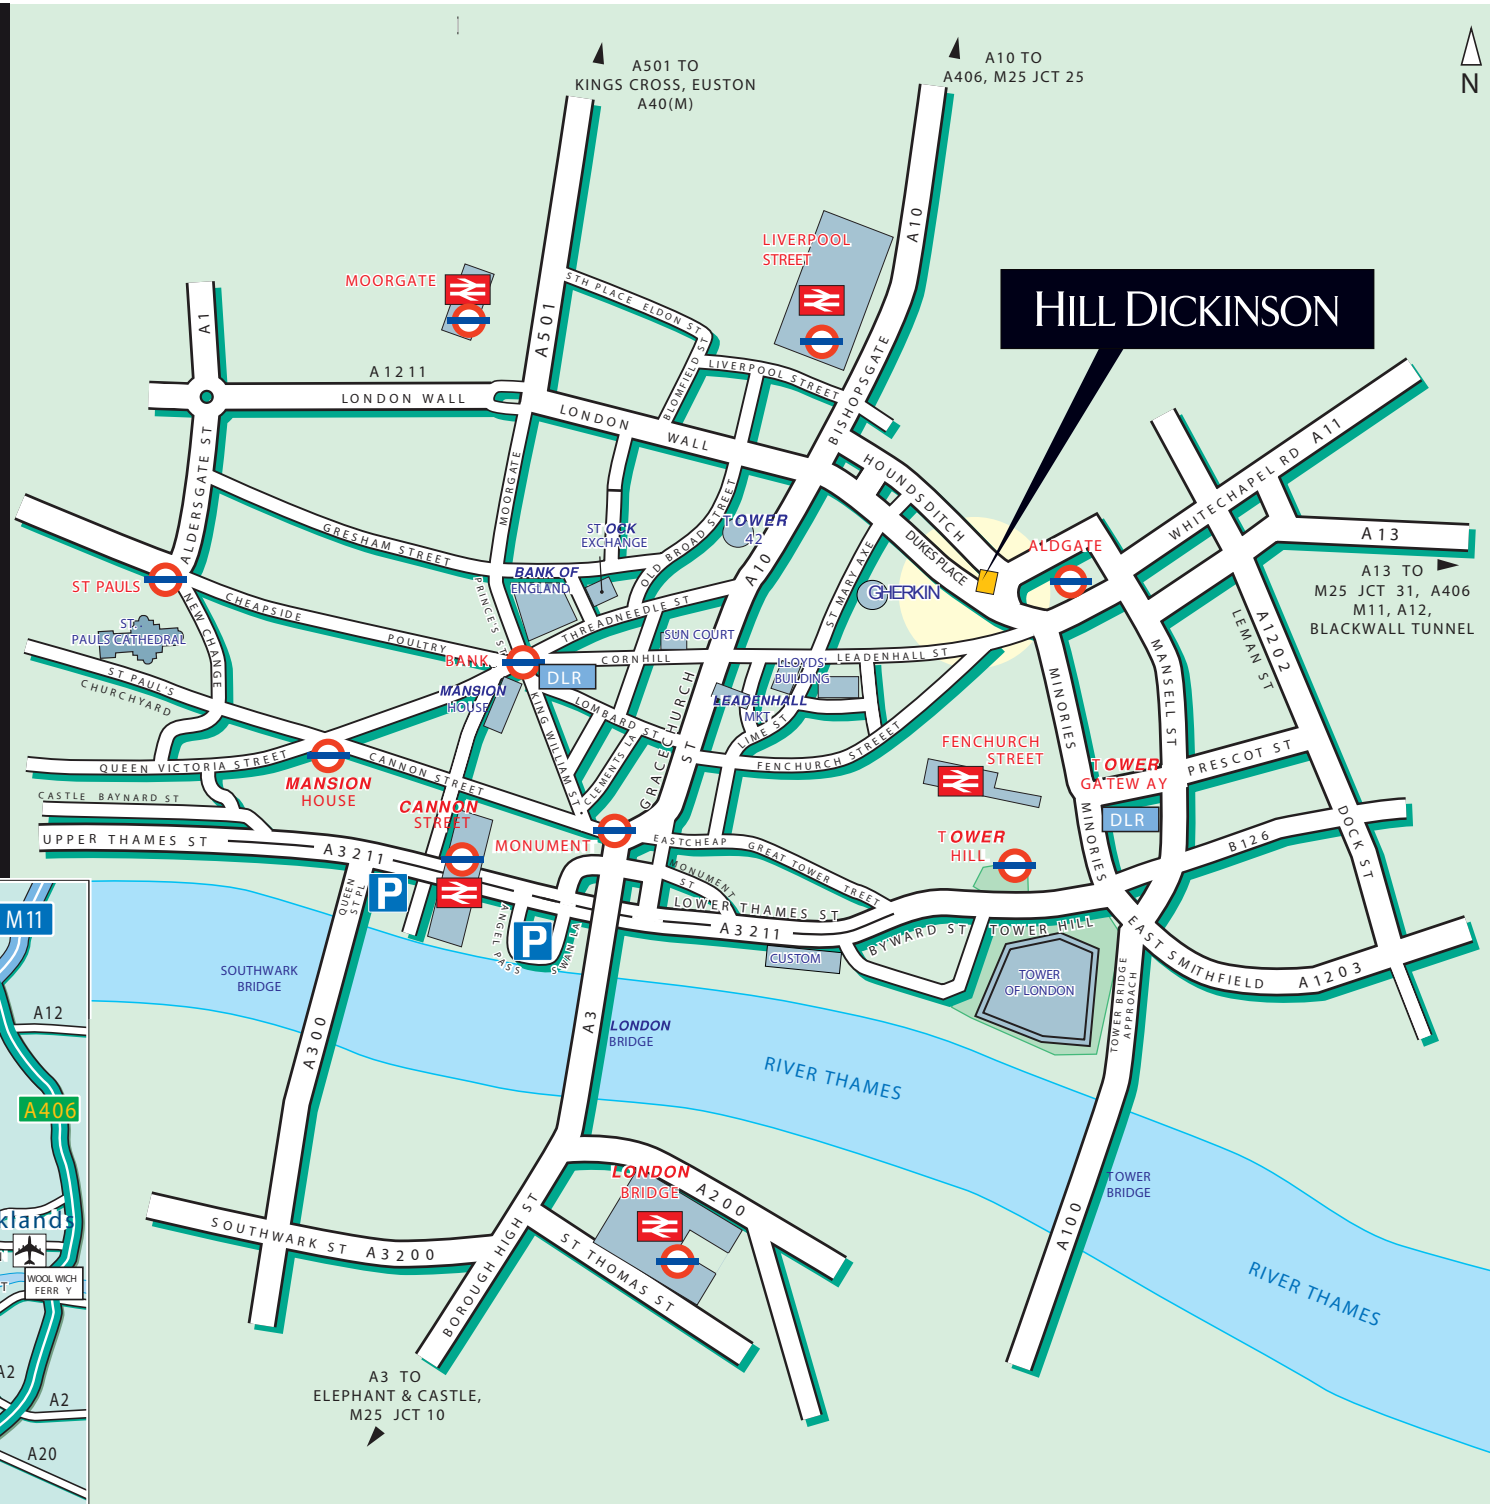 A501 TO
KINGS CROSS, EUSTON
A40(M)
A10 TO
A406, M25 JCT 25
N
A10
LIVERPOOL
STREET
MOORGATE
STH PLACE
ELDON ST
HILL DICKINSON
A1
A501
A1211
LONDON WALL
BLOMFIELD ST
LIVERPOOL STREET
BISHOPSGATE
LONDON WALL
HOUNDSDITCH
WHITECHAPEL RD A11
ALDERSGATE ST
MOORGATE
GRESHAM STREET
ST OCK
EXCHANGE
OLD BROAD STREET
TOWER
42
A10
DUKES PLACE
ALDGATE
A13
A13 TO
M25 JCT 31, A406
M11, A12,
BLACKWALL TUNNEL
ST PAULS
BANK OF
ENGLAND
ST MARY AXE
GHERKIN
NEW CHANGE
CHEAPSIDE
POULTRY
PRINCE'S ST
THREADNEEDLE ST
SUN COURT
ST.
PAULS CATHEDRAL
BANK
DLR
CORNHILL
LEADENHALL ST
LLOYDS'
BUILDING
LEMAN ST
A1202
ST PAUL'S
CHURCHYARD
MANSION
HOUSE
LOMBARD ST
KING WILLIAM ST
CLEMENTS LA
GRACECHURCH ST
LEADENHALL
MKT
LIME ST
FENCHURCH STREEET
MINORIES
MANSELL ST
QUEEN VICTORIA STREET
MANSION
HOUSE
CANNON STREET
FENCHURCH
STREET
TOWER
GATEW AY
PRESCOT ST
DLR
CASTLE BAYNARD ST
CANNON
STREET
UPPER THAMES ST
A3211
MONUMENT
EASTCHEAP
GREAT TOWER TREET
TOWER
HILL
MINORIES
B126
DOCK ST
QUEEN
ST PL
P
MONUMENT
ST
LOWER THAMES ST
A3211
ANGEL PASS
P
SWAN LA
CUSTOM
BYWARD ST
TOWER HILL
TOWER
OF LONDON
TOWER BRIDGE
APPROACH
EAST SMITHFIELD
A1203
M11
SOUTHWARK
BRIDGE
A12
A300
A3
LONDON
BRIDGE
RIVER THAMES
A406
klands
WOOL WICH
FERR Y
T
TOWER
BRIDGE
A100
LONDON
BRIDGE
A200
SOUTHWARK ST A3200
BOROUGH HIGH ST
ST THOMAS ST
RIVER THAMES
A2
A2
A20
A3 TO
ELEPHANT & CASTLE,
M25 JCT 10